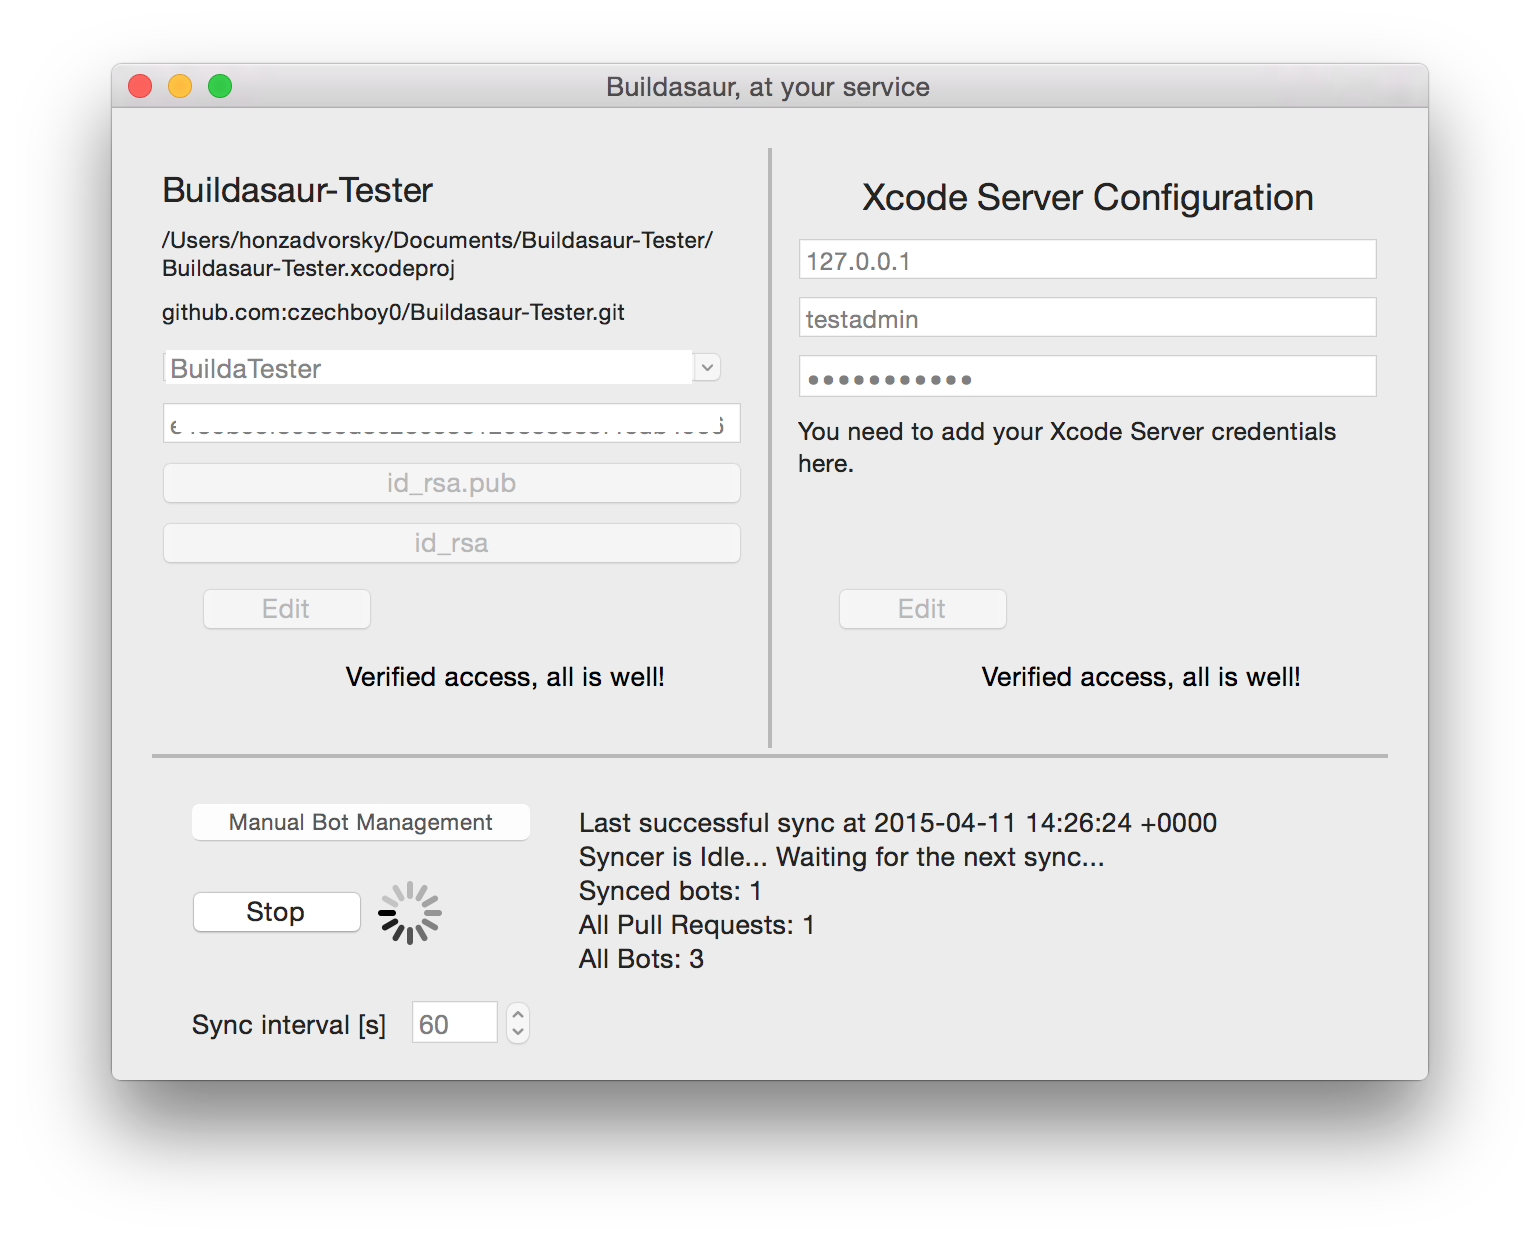 Buildasaur, at your service
Buildasaur-Tester
/Users/honzadvorsky/Documents/Buildasaur-Tester/
Buildasaur-Tester.xcodeproj
github.com:czechboy0/Buildasaur-Tester.git
BuildaTester
id_rsa.pub
id_rsa
Edit
Verified access, all is well!
Xcode Server Configuration
127.0.0.1
testadmin
●●●●●●●●●●●
You need to add your Xcode Server credentials
here.
Edit
Verified access, all is well!
Manual Bot Management
Stop
Sync interval [s]
60
Last successful sync at 2015-04-11 14:26:24 +0000
Syncer is Idle... Waiting for the next sync...
Synced bots: 1
All Pull Requests: 1
All Bots: 3